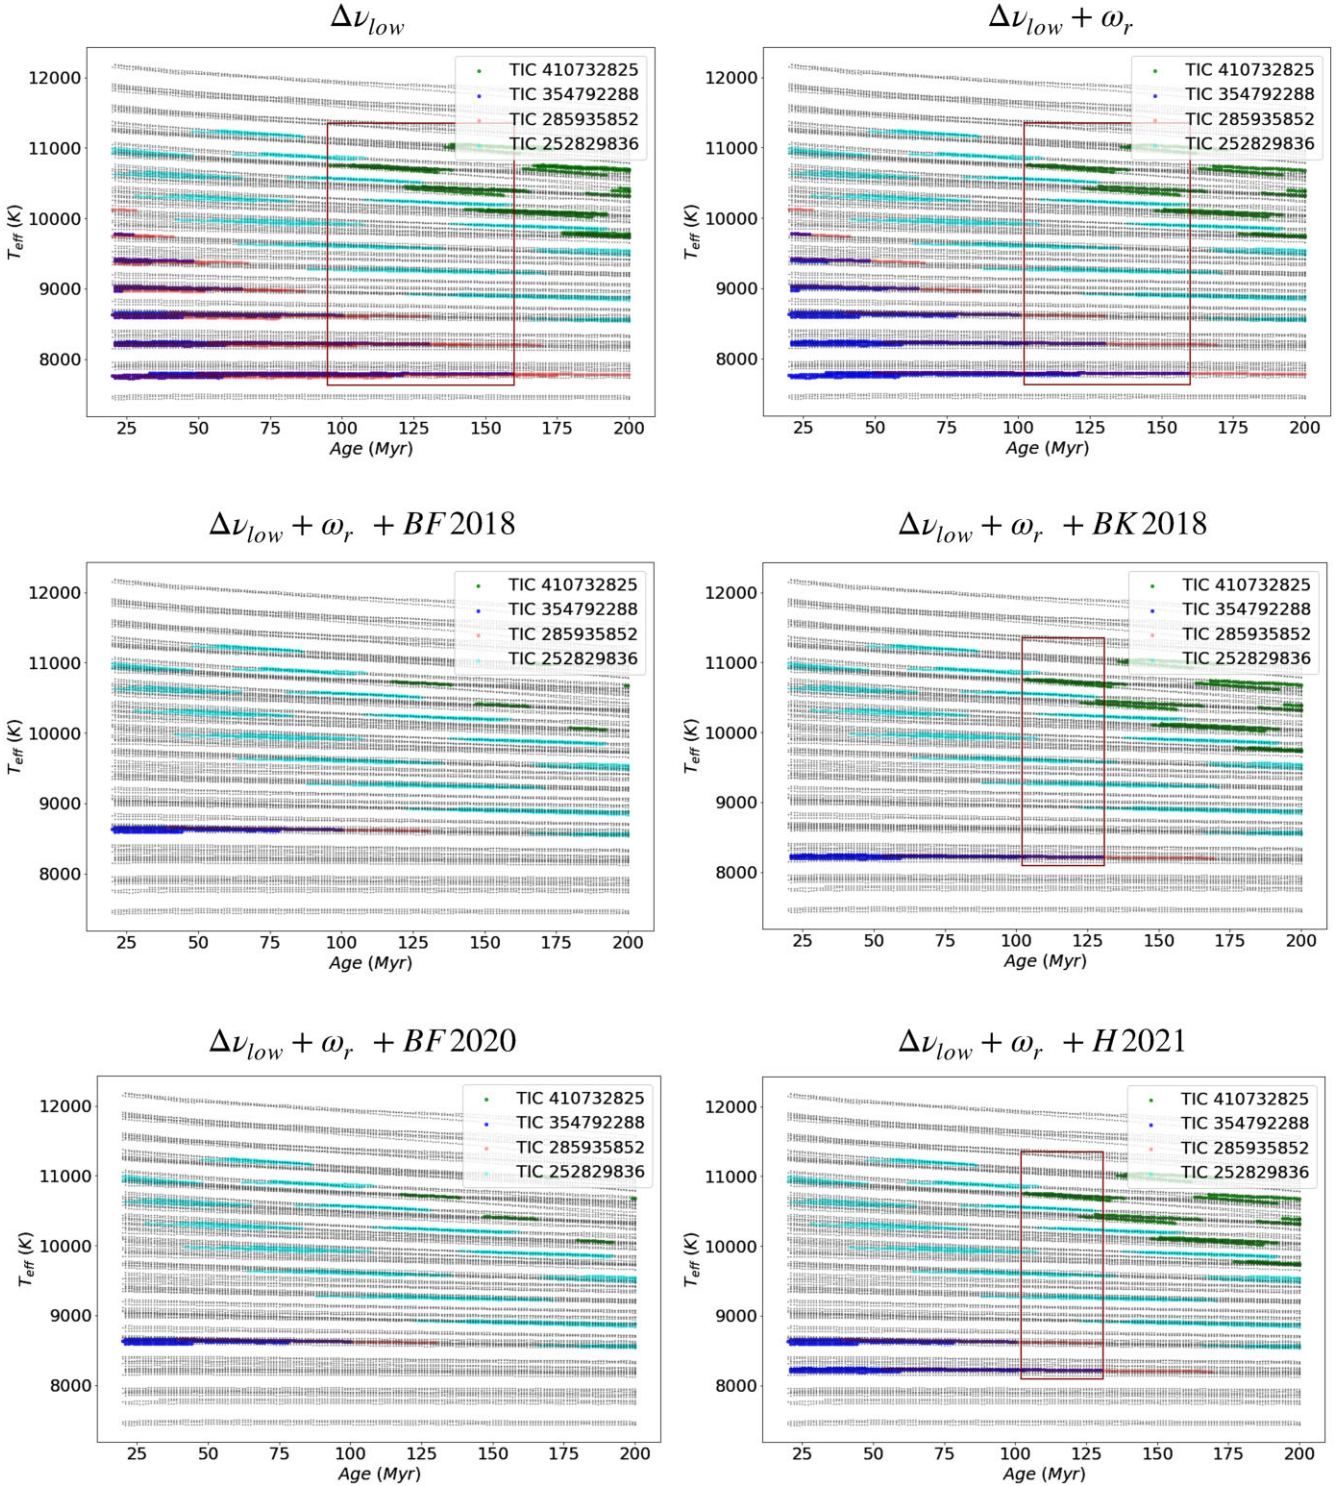 Δν_low
Δν_low + ω_r
TIC 410732825
TIC 354792288
TIC 285935852
TIC 252829836
12000
11000
10000
9000
8000
T_eff (K)
25 50 75 100 125 150 175 200
Age (Myr)
TIC 410732825
TIC 354792288
TIC 285935852
TIC 252829836
12000
11000
10000
9000
8000
T_eff (K)
25 50 75 100 125 150 175 200
Age (Myr)
Δν_low + ω_r + BF2018
Δν_low + ω_r + BK2018
TIC 410732825
TIC 354792288
TIC 285935852
TIC 252829836
12000
11000
10000
9000
8000
T_eff (K)
25 50 75 100 125 150 175 200
Age (Myr)
TIC 410732825
TIC 354792288
TIC 285935852
TIC 252829836
12000
11000
10000
9000
8000
T_eff (K)
25 50 75 100 125 150 175 200
Age (Myr)
Δν_low + ω_r + BF2020
Δν_low + ω_r + H2021
TIC 410732825
TIC 354792288
TIC 285935852
TIC 252829836
12000
11000
10000
9000
8000
T_eff (K)
25 50 75 100 125 150 175 200
Age (Myr)
TIC 410732825
TIC 354792288
TIC 285935852
TIC 252829836
12000
11000
10000
9000
8000
T_eff (K)
25 50 75 100 125 150 175 200
Age (Myr)